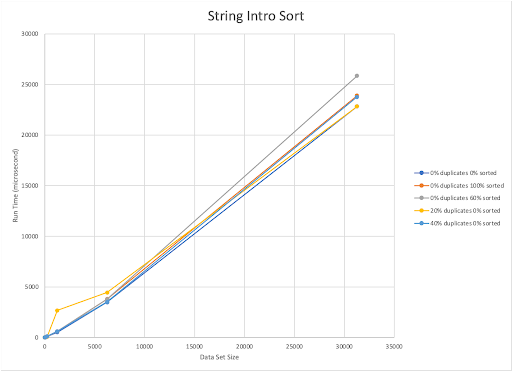 String Intro Sort
30000
25000
20000
15000
10000
5000
0
Run Time (microsecond)
0
5000
10000
15000
20000
25000
30000
35000
Data Set Size
0% duplicates 0% sorted
0% duplicates 100% sorted
0% duplicates 60% sorted
20% duplicates 0% sorted
40% duplicates 0% sorted